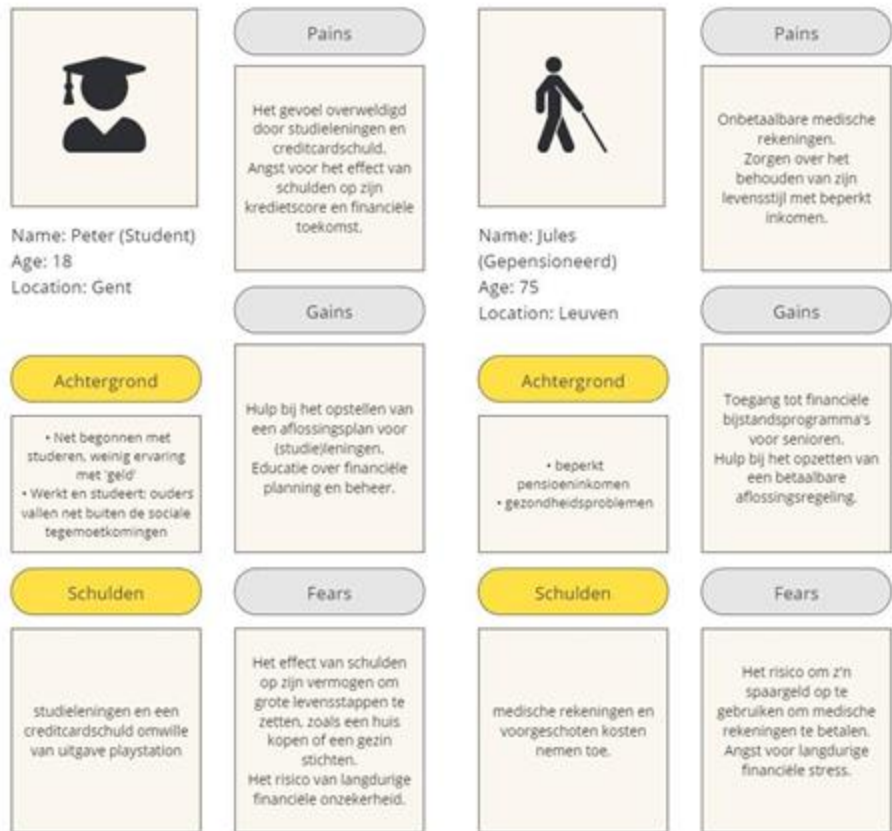 Name: Peter (Student)
Age: 18
Location: Gent
Achtergrond
• Net begonnen met
studeren, weinig ervaring
met 'geld'
• Werkt en studeert: ouders
vallen net buiten de sociale
tegemoetkomingen
Schulden
studieleningen en een
creditcardschuld omwille
van uitgave playstation
Pains
Het gevoel overweldigd
door studieleningen en
creditcardschuld.
Angst voor het effect van
schulden op zijn
kredietscore en financiële
toekomst.
Gains
Hulp bij het opstellen van
een aflossingsplan voor
(studie)leningen.
Educatie over financiële
planning en beheer.
Fears
Het effect van schulden
op zijn vermogen om
grote levensstappen te
zetten, zoals een huis
kopen of een gezin
stichten.
Het risico van langdurige
financiële onzekerheid.
Name: Jules
(Gepensioneerd)
Age: 75
Location: Leuven
Achtergrond
• beperkt
pensioeninkomen
• gezondheidsproblemen
Schulden
medische rekeningen en
voorgeschoten kosten
nemen toe.
Pains
Onbetaalbare medische
rekeningen.
Zorgen over het
behouden van zijn
levensstijl met beperkt
inkomen.
Gains
Toegang tot financiële
bijstandsprogramma's
voor senioren.
Hulp bij het opzetten van
een betaalbare
aflossingsregeling.
Fears
Het risico om z'n
spaargeld op te
gebruiken om medische
rekeningen te betalen.
Angst voor langdurige
financiële stress.